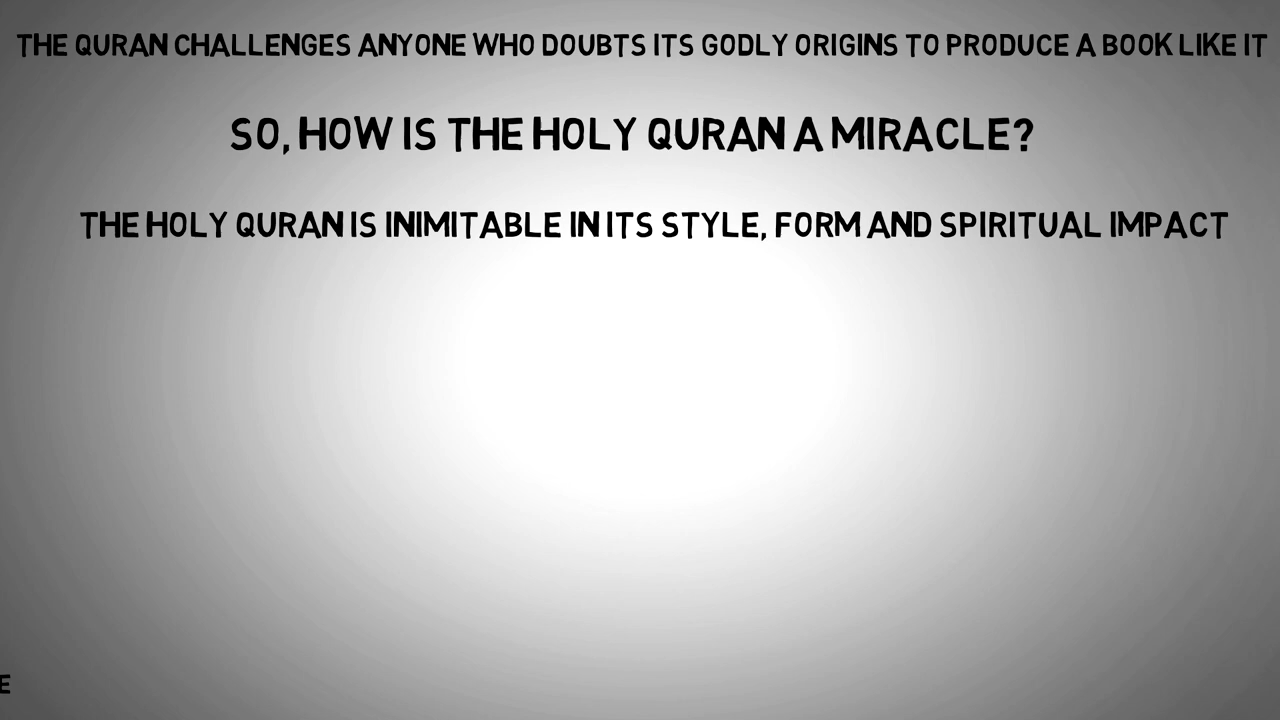 THE QURAN CHALLENGES ANYONE WHO DOUBTS ITS GODLY ORIGINS TO PRODUCE A BOOK LIKE IT
SO, HOW IS THE HOLY QURAN A MIRACLE?
THE HOLY QURAN IS INIMITABLE IN ITS STYLE, FORM AND SPIRITUAL IMPACT